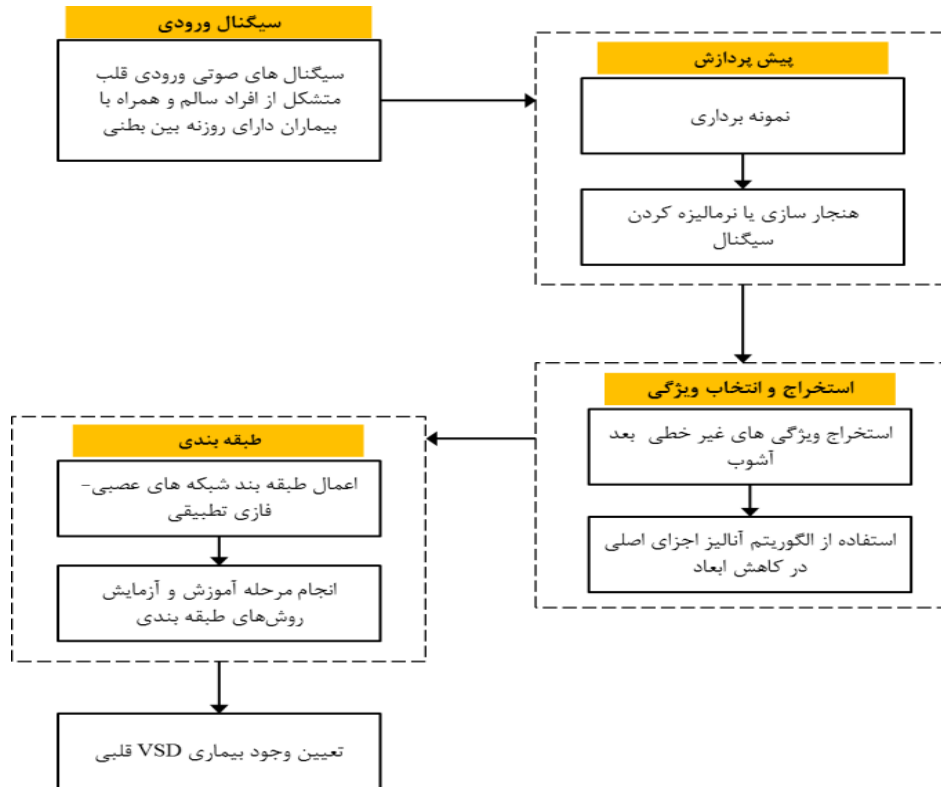 سیگنال ورودی
سیگنال های صوتی ورودی قلب
متشکل از افراد سالم و همراه با
بیماران دارای روزنه بین بطنی
پیش پردازش
نمونه برداری
هنجار سازی یا نرمالیزه کردن
سیگنال
استخراج و انتخاب ویژگی
استخراج ویژگی های غیر خطی بعد
آشوب
استفاده از الگوریتم آنالیز اجزای اصلی
در کاهش ابعاد
طبقه بندی
اعمال طبقه بند شبکه های عصبی-
فازی تطبیقی
انجام مرحله آموزش و آزمایش
روش‌های طبقه بندی
تعیین وجود بیماری VSD قلبی